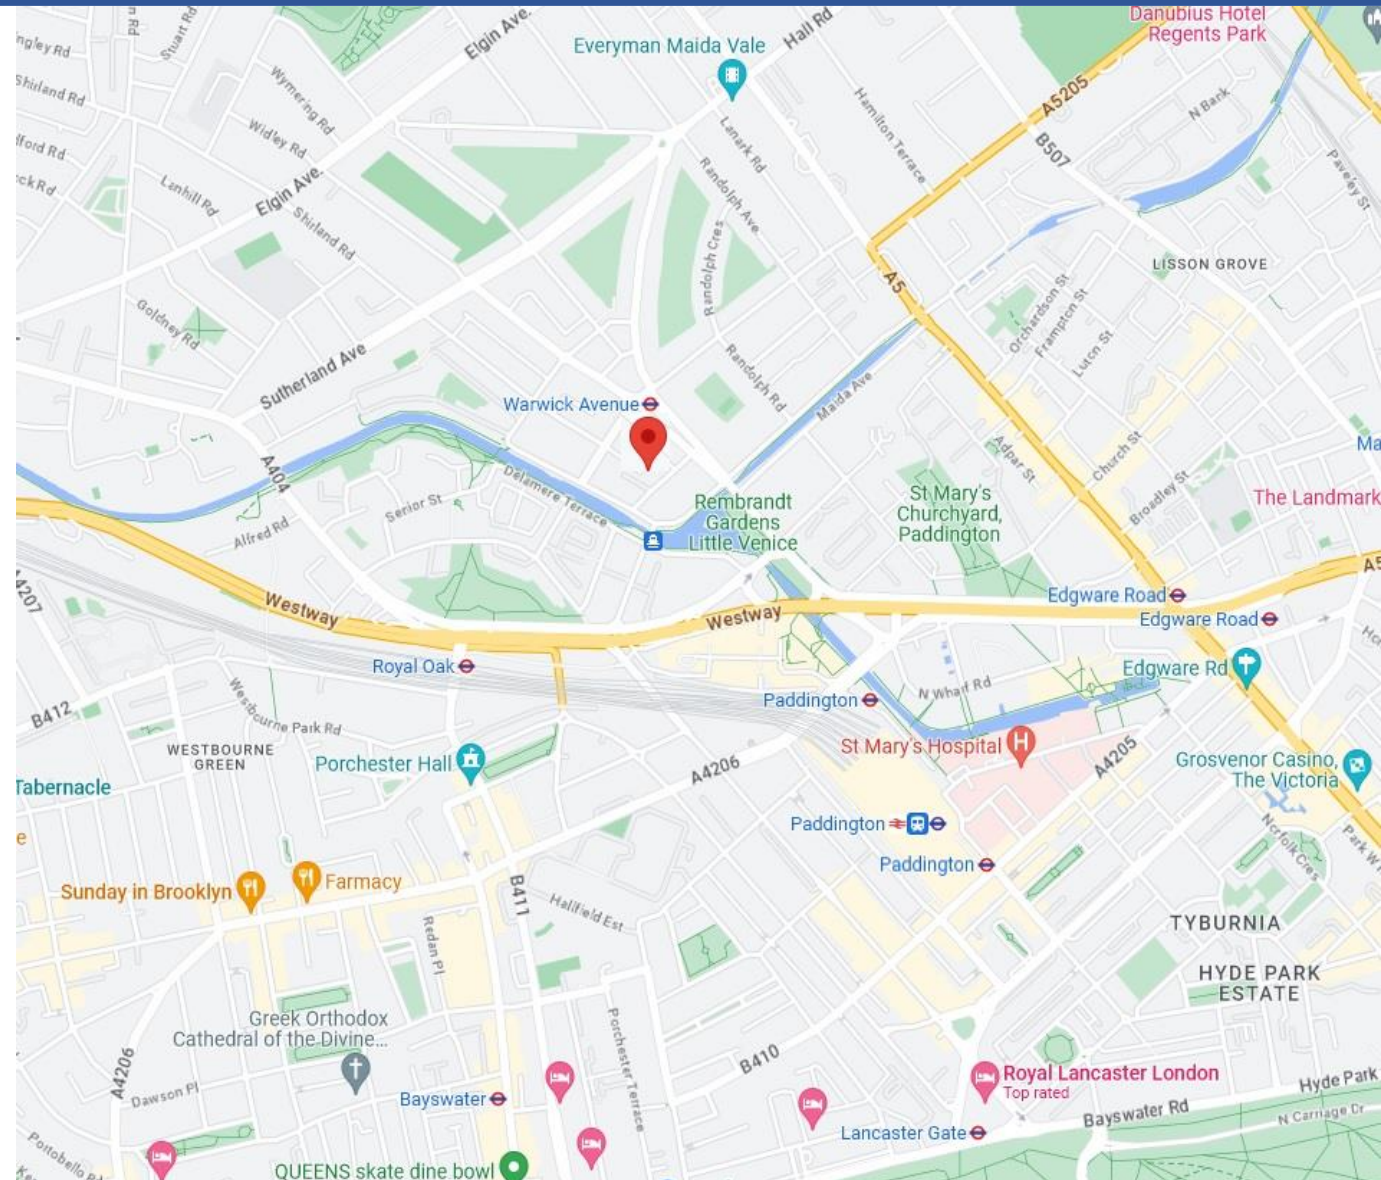 Danubius Hotel
Regents Park
Stuart Rd
Elgin Ave.
Hall Rd
Everyman Maida Vale
Shirland Rd
Wymering Rd
A5205
N Bank
Hamilton Terrace
Lanark Rd
B507
Widley Rd
Paveley St
Randolph Ave.
Lanhill Rd
Elgin Ave.
Shirland Rd
Randolph Cres
LISSON GROVE
A5
Orchardson St
Frampton St
Goldney Rd
Sutherland Ave
Randolph Rd
Maida Ave
Warwick Avenue
Church St
Adpar St
A404
Senior St
Delamere Terrace
Broadley St
The Landmark
Rembrandt
Gardens
Little Venice
St Mary's
Churchyard,
Paddington
Alfred Rd
A4207
Westway
Westway
Edgware Road
Edgware Road
Royal Oak
Edgware Rd
Paddington
N Wharf Rd
B412
Westbourne Park Rd
WESTBOURNE
GREEN
Porchester Hall
St Mary's Hospital
A4206
A4205
Grosvenor Casino,
The Victoria
Tabernacle
Paddington
Paddington
Norfolk Cres
Sunday in Brooklyn
Farmacy
B411
Hallfield Est
Redan Pl
TYBURNIA
HYDE PARK
ESTATE
Greek Orthodox
Cathedral of the Divine...
Porchester Terrace
B410
A4206
Dawson Pl
Bayswater
Royal Lancaster London
Top rated
Hyde Park
Bayswater Rd
N Carriage Dr
Lancaster Gate
QUEENS skate dine bowl